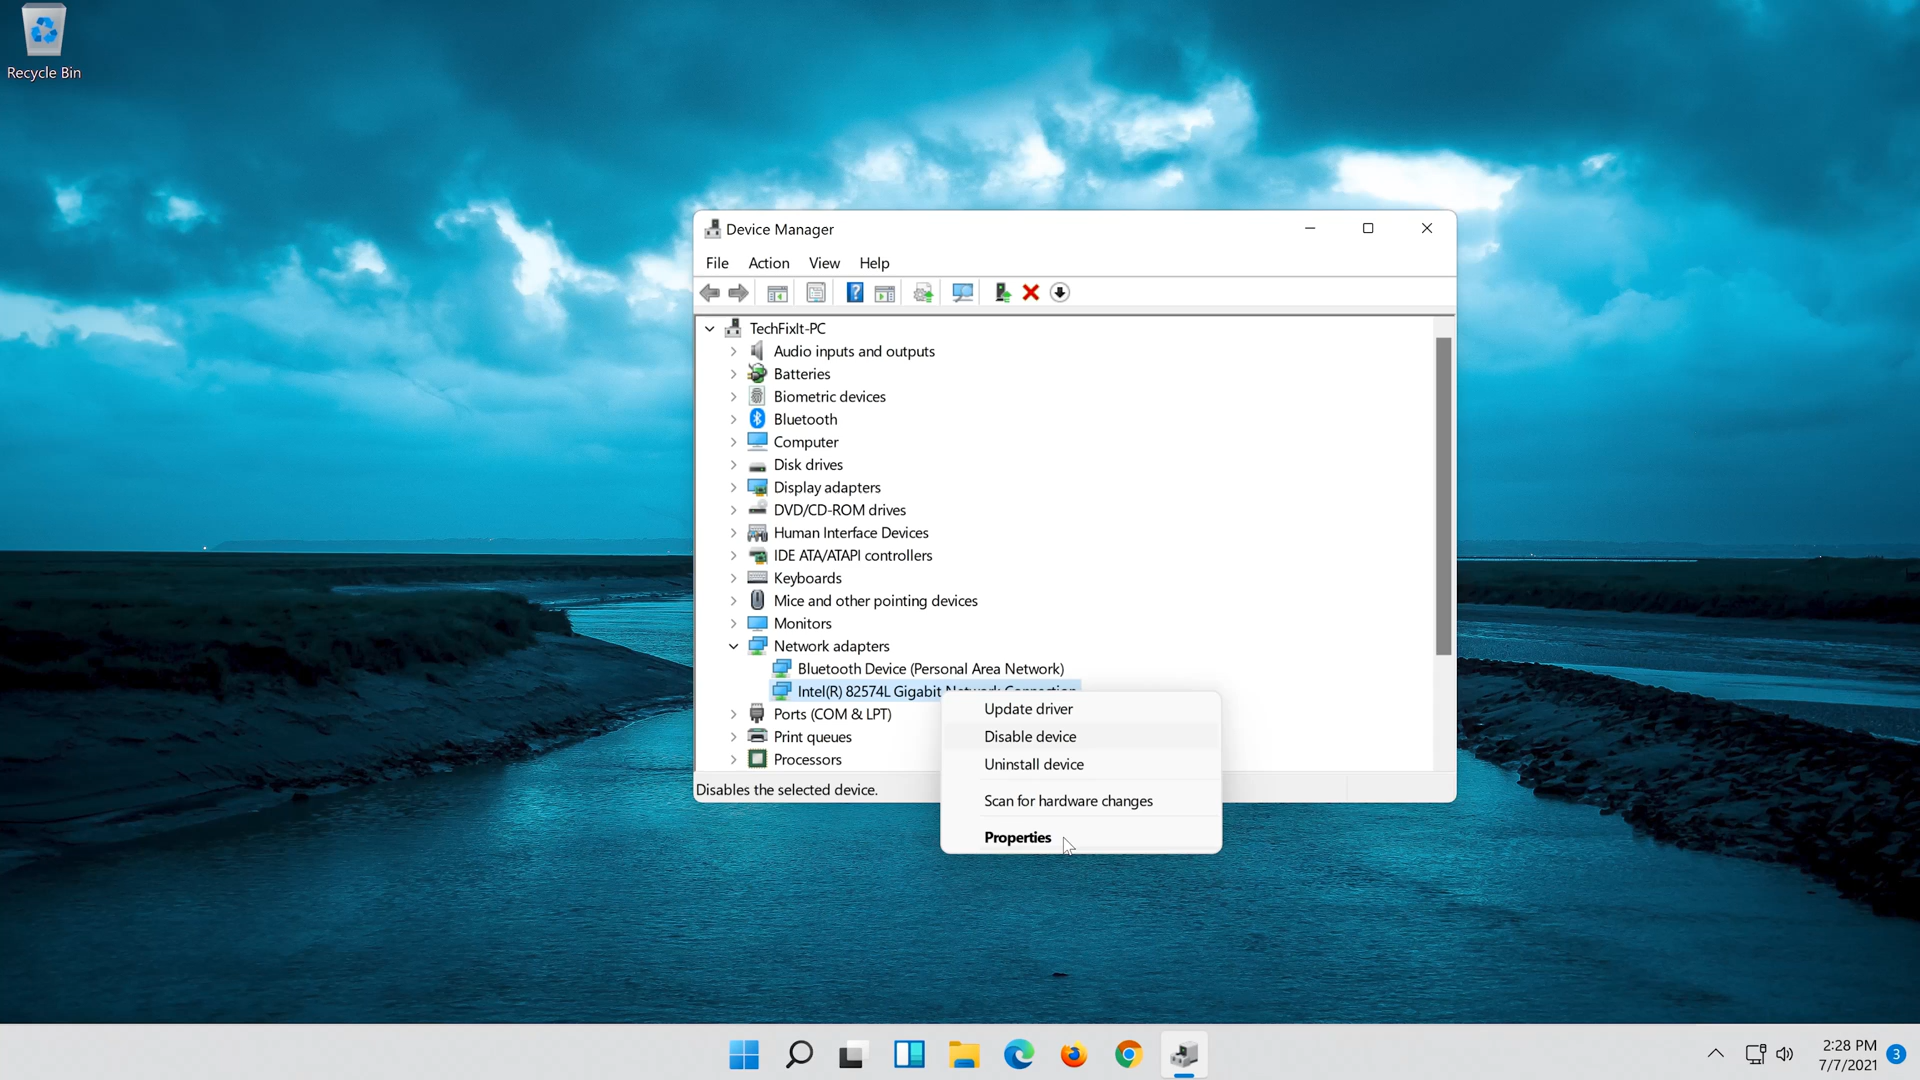 Recycle Bin
Device Manager
File Action View Help
TechFixIt-PC
Audio inputs and outputs
Batteries
Biometric devices
Bluetooth
Computer
Disk drives
Display adapters
DVD/CD-ROM drives
Human Interface Devices
IDE ATA/ATAPI controllers
Keyboards
Mice and other pointing devices
Monitors
Network adapters
Bluetooth Device (Personal Area Network)
Intel(R) 82574L Gigabit Network Connection
Ports (COM & LPT)
Print queues
Processors
Update driver
Disable device
Uninstall device
Scan for hardware changes
Properties
Disables the selected device.
2:28 PM
7/7/2021
3